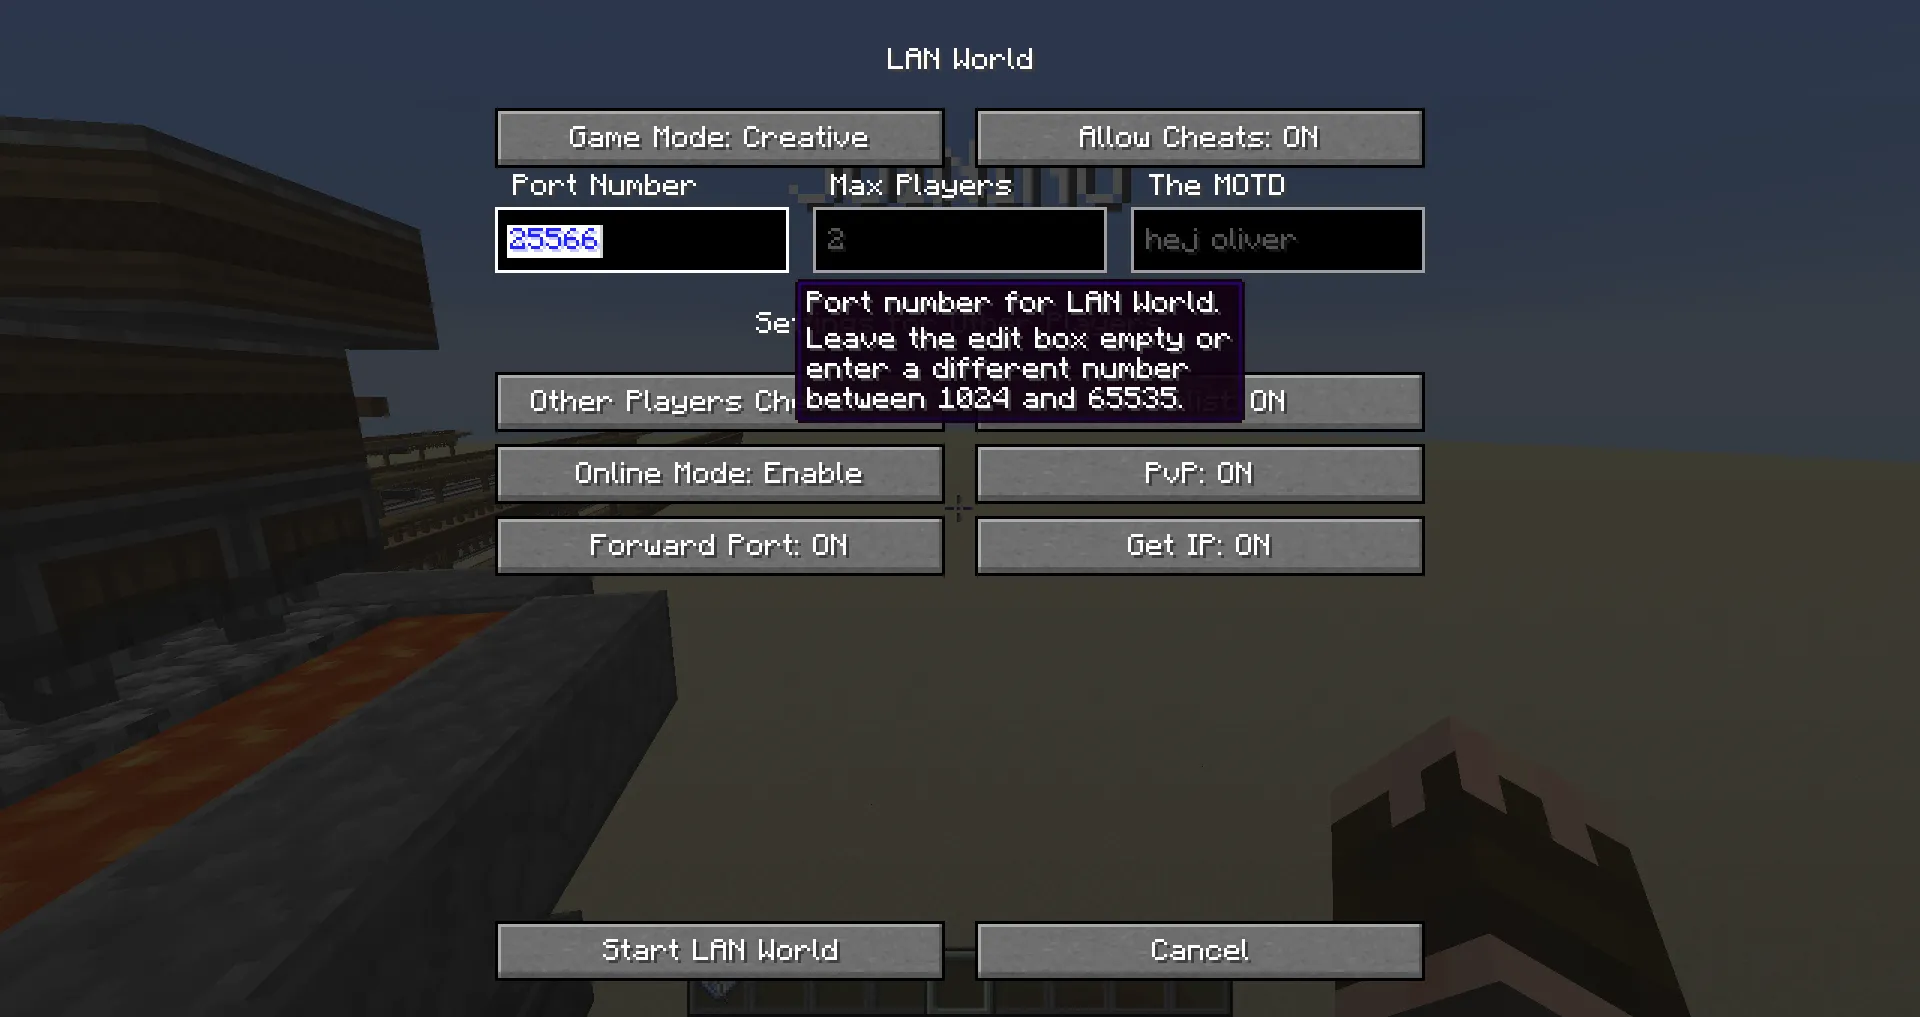 LAN World
Game Mode: Creative
Allow Cheats: ON
Port Number
Max Players
The MOTD
25566
2
hej oliver
Port number for LAN World.
Leave the edit box empty or
enter a different number
between 1024 and 65535.
Other Players
ON
Online Mode: Enable
PvP: ON
Forward Port: ON
Get IP: ON
Start LAN World
Cancel